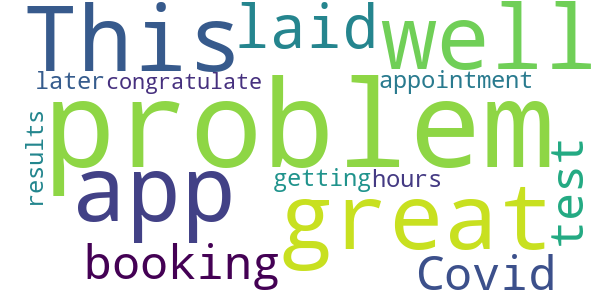 This laid well
later congratulate appointment
problem
results app getting hours great test
booking Covid